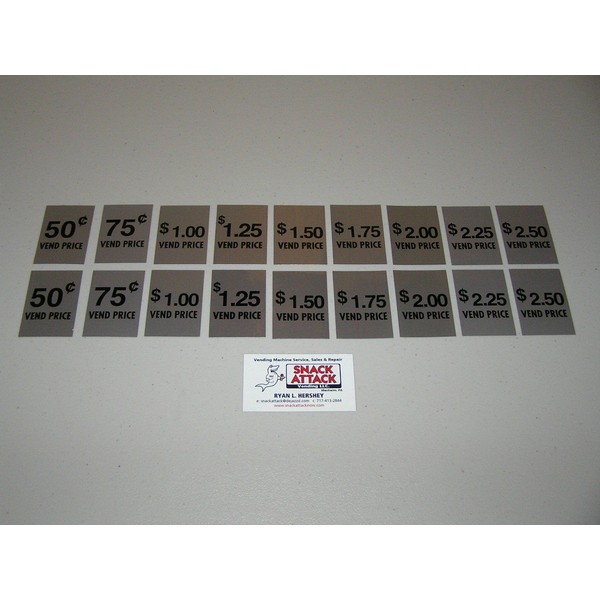 50¢ VEND PRICE
75¢ VEND PRICE
$1.00 VEND PRICE
$1.25 VEND PRICE
$1.50 VEND PRICE
$1.75 VEND PRICE
$2.00 VEND PRICE
$2.25 VEND PRICE
$2.50 VEND PRICE
50¢ VEND PRICE
75¢ VEND PRICE
$1.00 VEND PRICE
$1.25 VEND PRICE
$1.50 VEND PRICE
$1.75 VEND PRICE
$2.00 VEND PRICE
$2.25 VEND PRICE
$2.50 VEND PRICE
Vending Machine Service, Sales & Repair
SNACK
ATTACK
Vending LLC.
Manheim, PA
RYAN L. HERSHEY